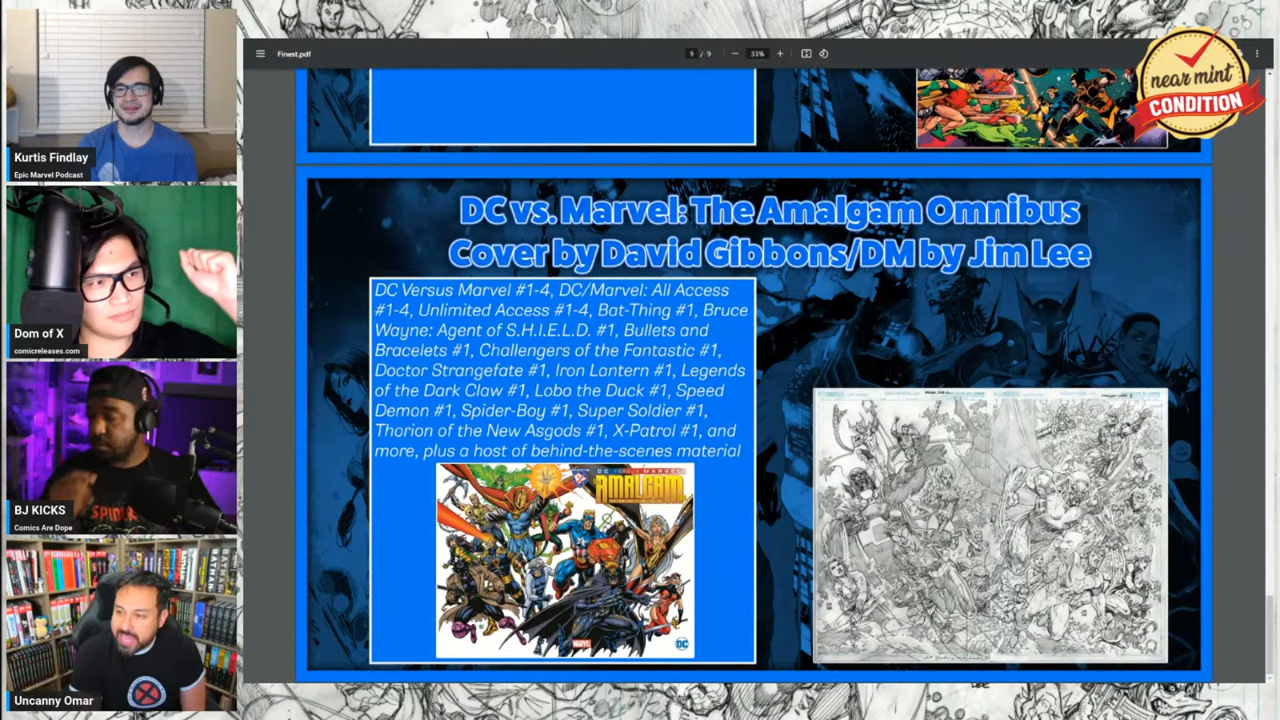 Kurtis Findlay
Epic Marvel Podcast
Dom of X
comicreleases.com
BJ KICKS
Comics Are Dope
SPIDER
Uncanny Omar
Finest.pdf
9 / 9
33%
near mint
CONDITION
DC vs. Marvel: The Amalgam Omnibus
Cover by David Gibbons/DM by Jim Lee
DC Versus Marvel #1-4, DC/Marvel: All Access
#1-4, Unlimited Access #1-4, Bat-Thing #1, Bruce
Wayne: Agent of S.H.I.E.L.D. #1, Bullets and
Bracelets #1, Challengers of the Fantastic #1,
Doctor Strangefate #1, Iron Lantern #1, Legends
of the Dark Claw #1, Lobo the Duck #1, Speed
Demon #1, Spider-Boy #1, Super Soldier #1,
Thorion of the New Asgods #1, X-Patrol #1, and
more, plus a host of behind-the-scenes material
DC VERSUS MARVEL
AMALGAM
MARVEL
DC